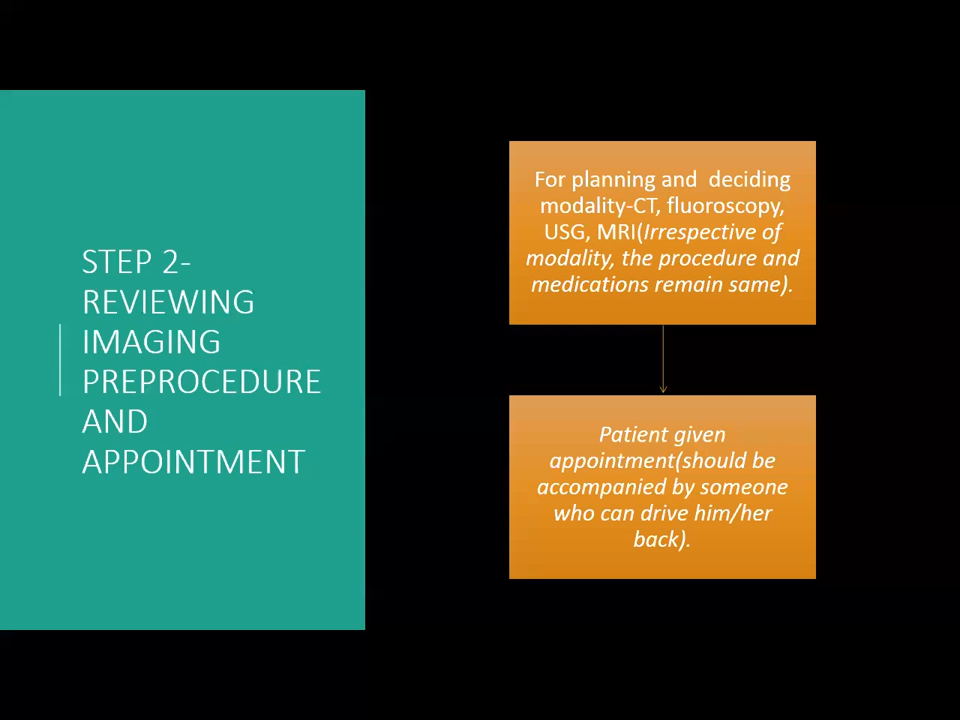 STEP 2-
REVIEWING
IMAGING
PREPROCEDURE
AND
APPOINTMENT
For planning and  deciding
modality-CT, fluoroscopy,
USG, MRI(Irrespective of
modality, the procedure and
medications remain same).
Patient given
appointment(should be
accompanied by someone
who can drive him/her
back).